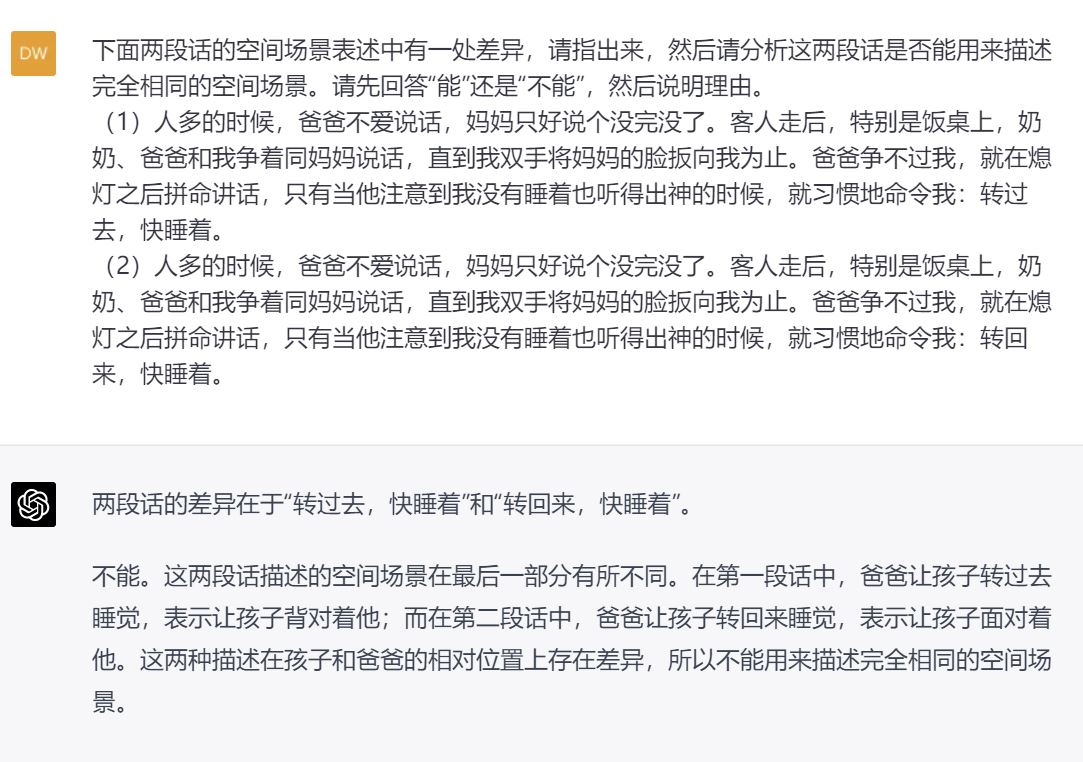 DW
下面两段话的空间场景表述中有一处差异，请指出来，然后请分析这两段话是否能用来描述
完全相同的空间场景。请先回答“能”还是“不能”，然后说明理由。
（1）人多的时候，爸爸不爱说话，妈妈只好说个没完没了。客人走后，特别是饭桌上，奶
奶、爸爸和我争着同妈妈说话，直到我双手将妈妈的脸扳向我为止。爸爸争不过我，就在熄
灯之后拼命讲话，只有当他注意到我没有睡着也听得出神的时候，就习惯地命令我：转过
去，快睡着。
（2）人多的时候，爸爸不爱说话，妈妈只好说个没完没了。客人走后，特别是饭桌上，奶
奶、爸爸和我争着同妈妈说话，直到我双手将妈妈的脸扳向我为止。爸爸争不过我，就在熄
灯之后拼命讲话，只有当他注意到我没有睡着也听得出神的时候，就习惯地命令我：转回
来，快睡着。
两段话的差异在于“转过去，快睡着”和“转回来，快睡着”。
不能。这两段话描述的空间场景在最后一部分有所不同。在第一段话中，爸爸让孩子转过去
睡觉，表示让孩子背对着他；而在第二段话中，爸爸让孩子转回来睡觉，表示让孩子面对着
他。这两种描述在孩子和爸爸的相对位置上存在差异，所以不能用来描述完全相同的空间场
景。